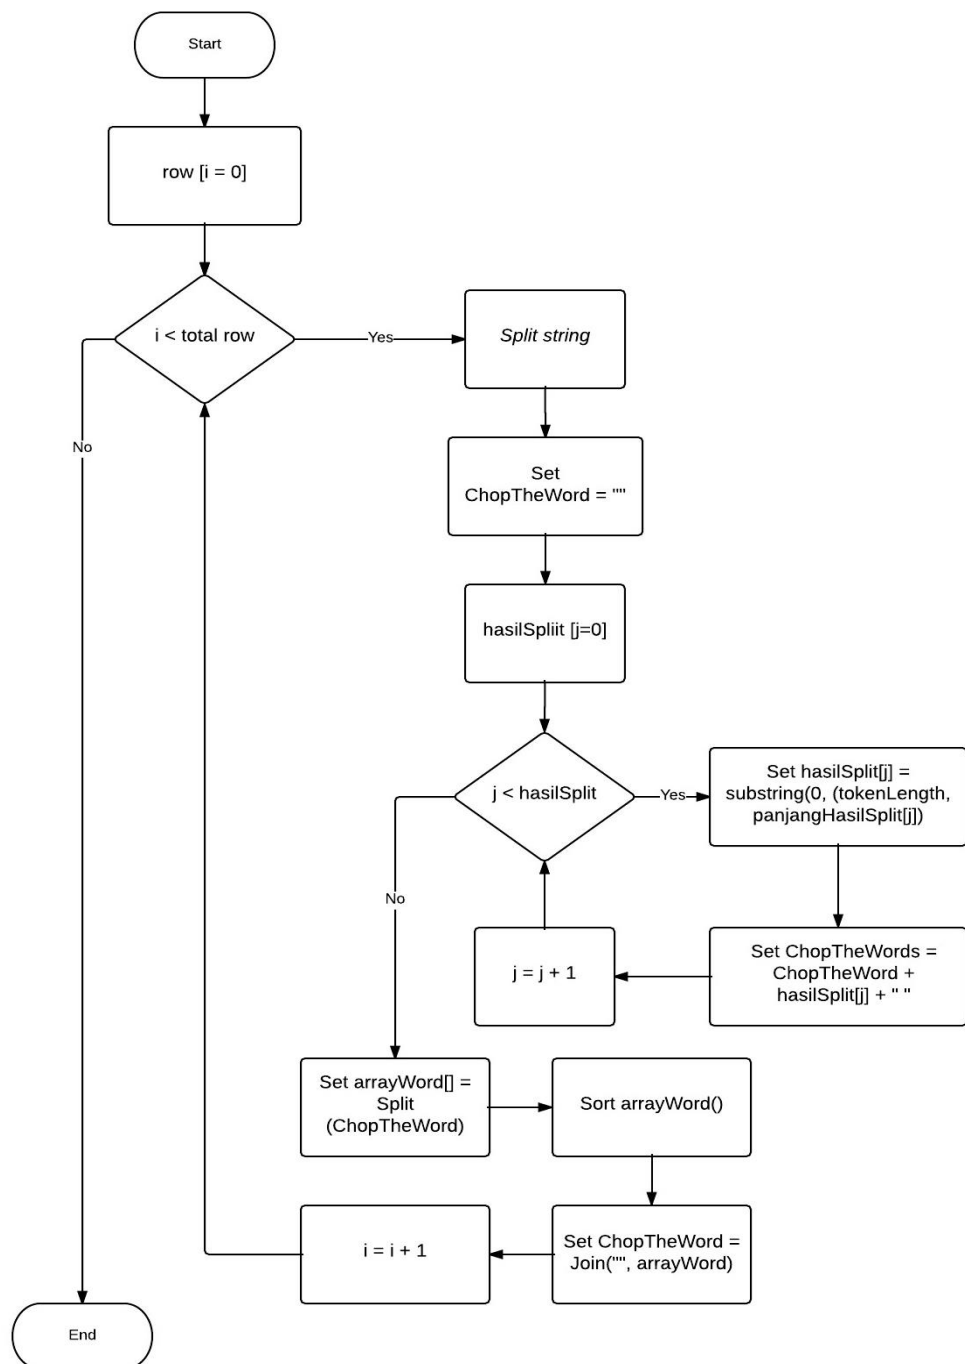 Start
row [i = 0]
i < total row
Yes
No
Split string
Set
ChopTheWord = ""
hasilSpliit [j=0]
j < hasilSplit
Yes
No
Set hasilSplit[j] =
substring(0, (tokenLength,
panjangHasilSplit[j])
Set ChopTheWords =
ChopTheWord +
hasilSplit[j] + " "
j = j + 1
Set arrayWord[] =
Split
(ChopTheWord)
Sort arrayWord()
Set ChopTheWord =
Join("", arrayWord)
i = i + 1
End